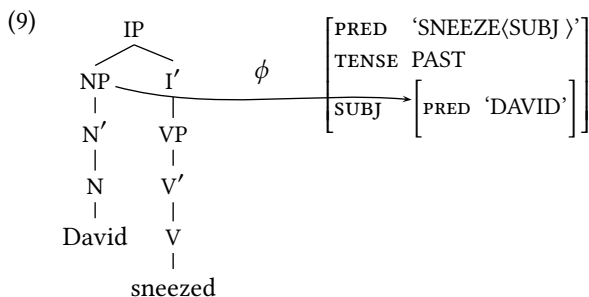 (9)
IP
NP I′ ϕ
N′ VP
N V′
David V
sneezed
PRED ‘SNEEZE⟨SUBJ ⟩’
TENSE PAST
SUBJ [PRED ‘DAVID’]